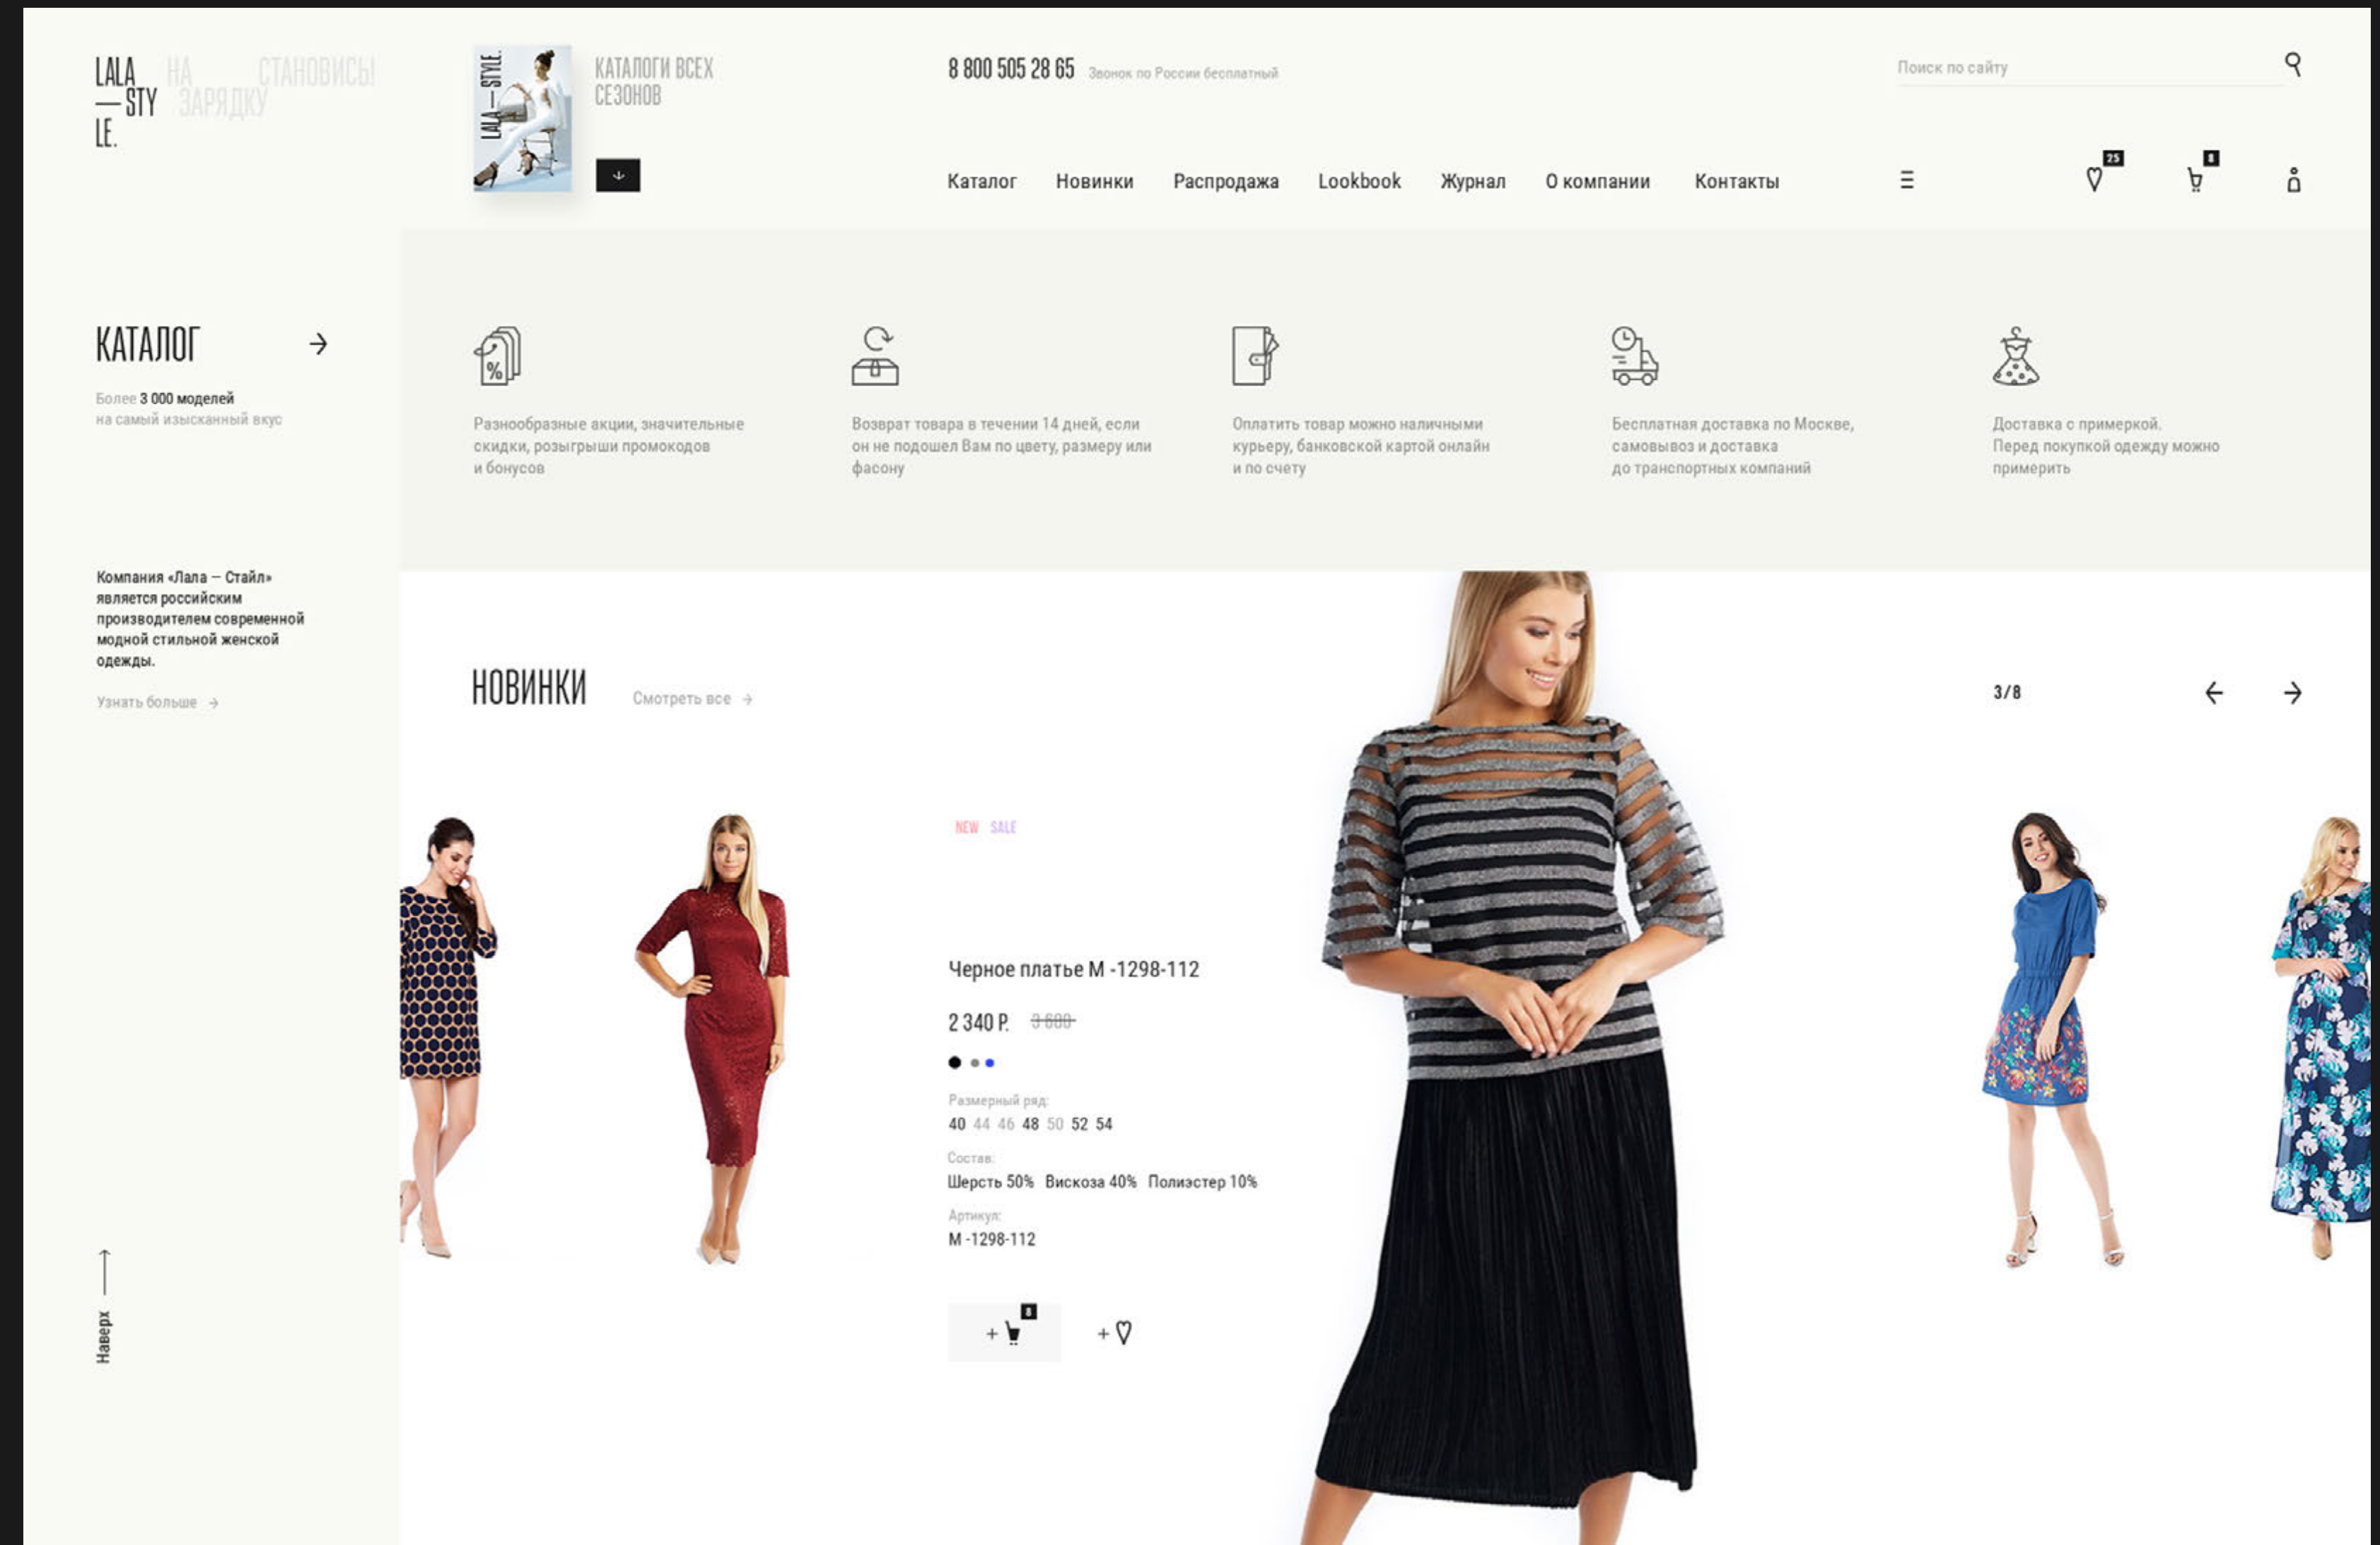 LALA
— STY
LE.
НА СТАНОВИСЬ!
ЗАРЯДКУ
LALA — STYLE.
КАТАЛОГИ ВСЕХ
СЕЗОНОВ
8 800 505 28 65 Звонок по России бесплатный
Поиск по сайту
Каталог Новинки Распродажа Lookbook Журнал О компании Контакты
25
8
КАТАЛОГ →
Более 3 000 моделей
на самый изысканный вкус
%
Разнообразные акции, значительные
скидки, розыгрыши промокодов
и бонусов
Возврат товара в течении 14 дней, если
он не подошел Вам по цвету, размеру или
фасону
Оплатить товар можно наличными
курьеру, банковской картой онлайн
и по счету
Бесплатная доставка по Москве,
самовывоз и доставка
до транспортных компаний
Доставка с примеркой.
Перед покупкой одежду можно
примерить
Компания «Лала — Стайл»
является российским
производителем современной
модной стильной женской
одежды.
Узнать больше →
НОВИНКИ Смотреть все →
3/8 ← →
NEW SALE
Черное платье М -1298-112
2 340 Р. 3 600
Размерный ряд:
40 44 46 48 50 52 54
Состав:
Шерсть 50% Вискоза 40% Полиэстер 10%
Артикул:
М -1298-112
+ 8
+
Наверх